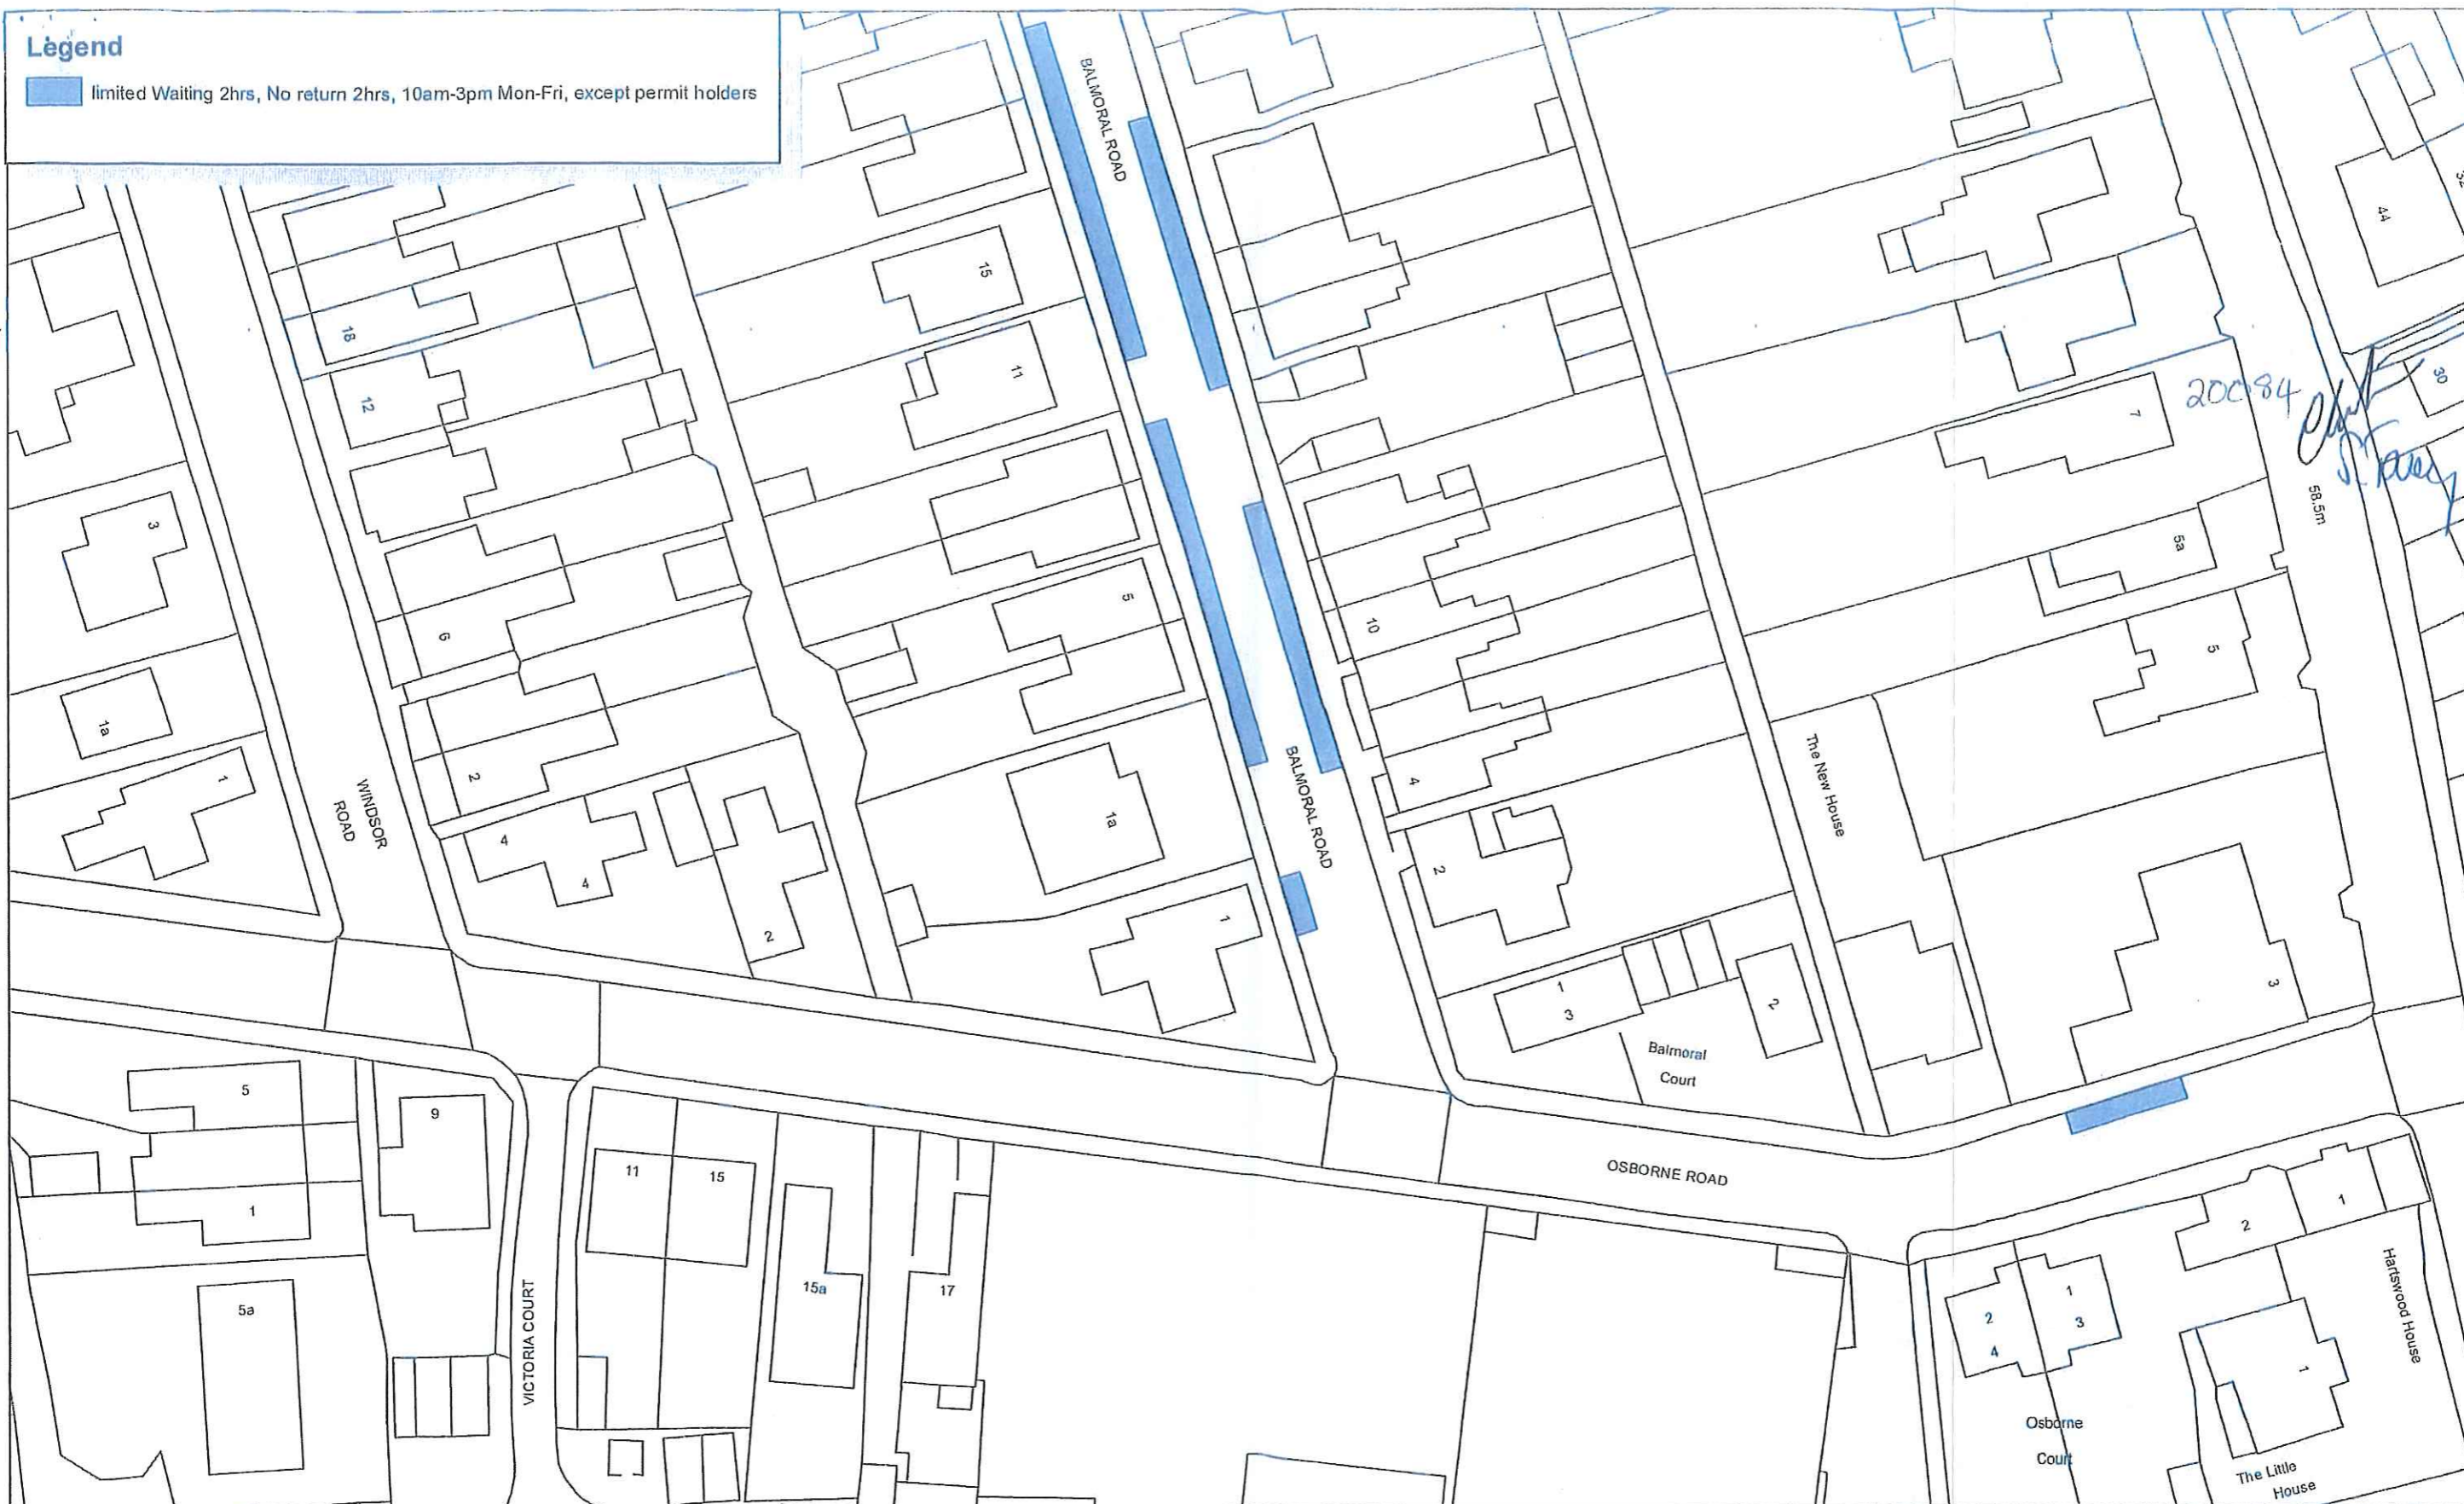 Legend
limited Waiting 2hrs, No return 2hrs, 10am-3pm Mon-Fri, except permit holders
BALMORAL ROAD
44
15
18
11
30
12
7
20084
58.5m
3
5a
5
10
6
5
1a
The New House
2
1
4
WINDSOR
ROAD
BALMORAL ROAD
1a
4
2
4
2
1
3
1
3
2
Balmoral
Court
5
9
OSBORNE ROAD
11
15
1
2
1
15a
17
5a
VICTORIA COURT
Hartswood House
2
4
1
3
1
Osborne
Court
The Little
House